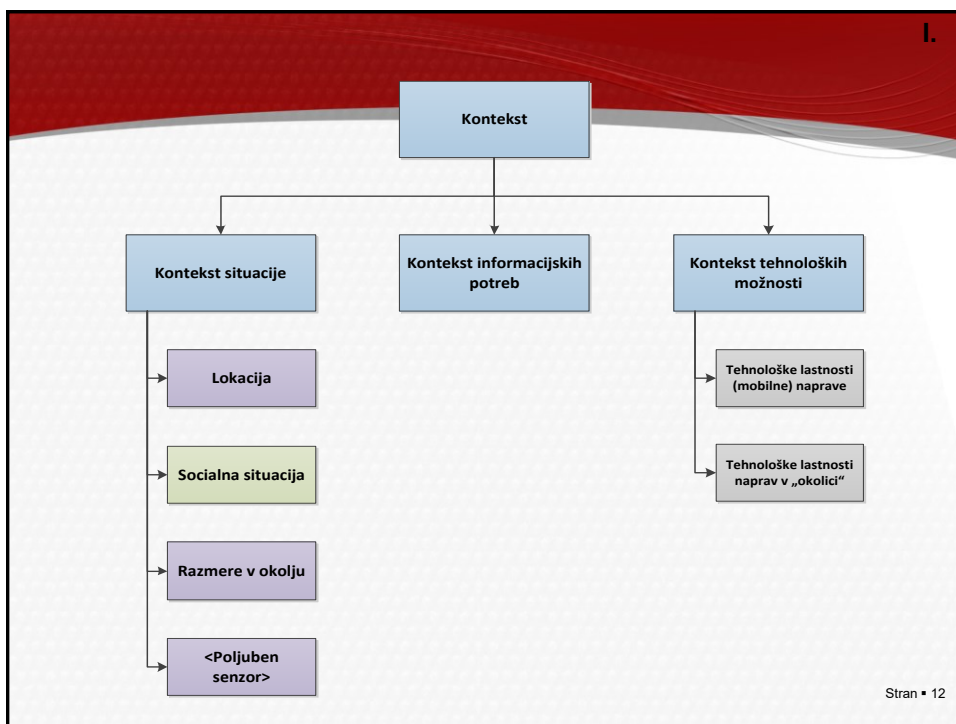 I.
Kontekst
Kontekst situacije
Kontekst informacijskih
potreb
Kontekst tehnoloških
možnosti
Lokacija
Socialna situacija
Razmere v okolju
<Poljuben
senzor>
Tehnološke lastnosti
(mobilne) naprave
Tehnološke lastnosti
naprav v „okolici“
Stran ▪ 12